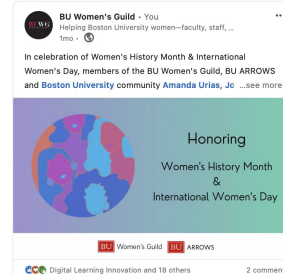 BUWG
BU Women's Guild • You
Helping Boston University women—faculty, staff, ...
1mo •
In celebration of Women's History Month & International
Women's Day, members of the BU Women's Guild, BU ARROWS
and Boston University community Amanda Urias, Jc ...see more
Honoring
Women's History Month
&
International Women's Day
BU Women's Guild BU ARROWS
Digital Learning Innovation and 18 others 2 commen